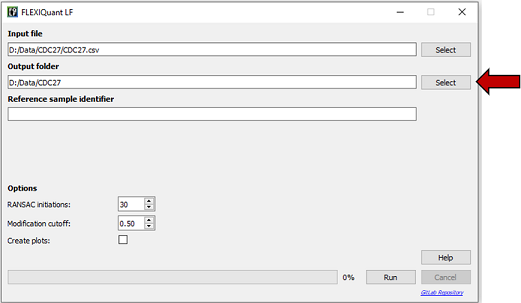 FLEXIQuant LF
Input file
D:/Data/CDC27/CDC27.csv
Select
Output folder
D:/Data/CDC27
Select
Reference sample identifier
Options
RANSAC initiations:
30
Modification cutoff:
0.50
Create plots:
Help
0%
Run
Cancel
GitLab Repository